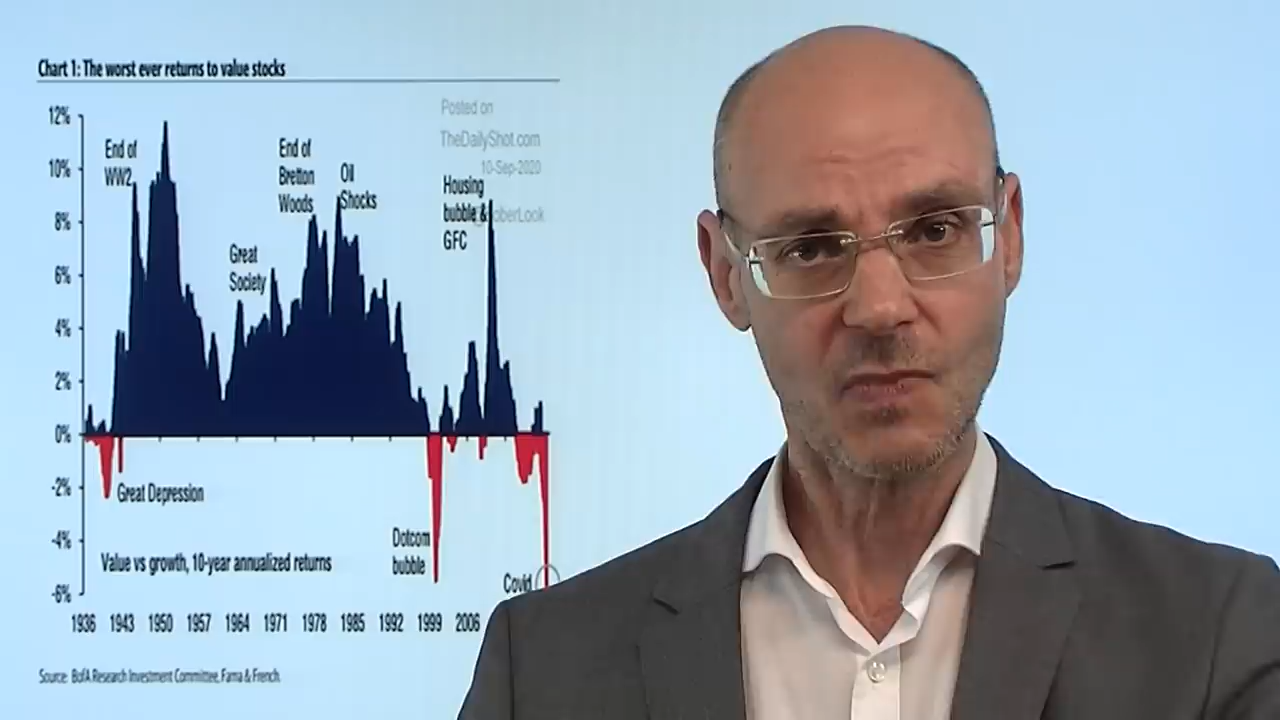 Chart 1: The worst ever returns to value stocks
12%
10%
8%
6%
4%
2%
0%
-2%
-4%
-6%
End of
WW2
Great
Society
End of
Bretton
Woods
Oil
Shocks
Posted on
TheDailyShot.com
10-Sep-2020
Housing
bubble &
GFC
oberLook
Great Depression
Dotcom
bubble
Covid
Value vs growth, 10-year annualized returns
1936 1943 1950 1957 1964 1971 1978 1985 1992 1999 2006
Source: BofA Research Investment Committee, Fama & French.